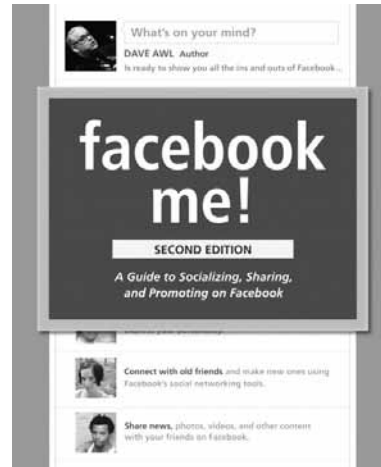 What's on your mind?
DAVE AWL Author
Is ready to show you all the ins and outs of Facebook...
facebook
me!
SECOND EDITION
A Guide to Socializing, Sharing,
and Promoting on Facebook
Connect with old friends and make new ones using
Facebook's social networking tools.
Share news, photos, videos, and other content
with your friends on Facebook.